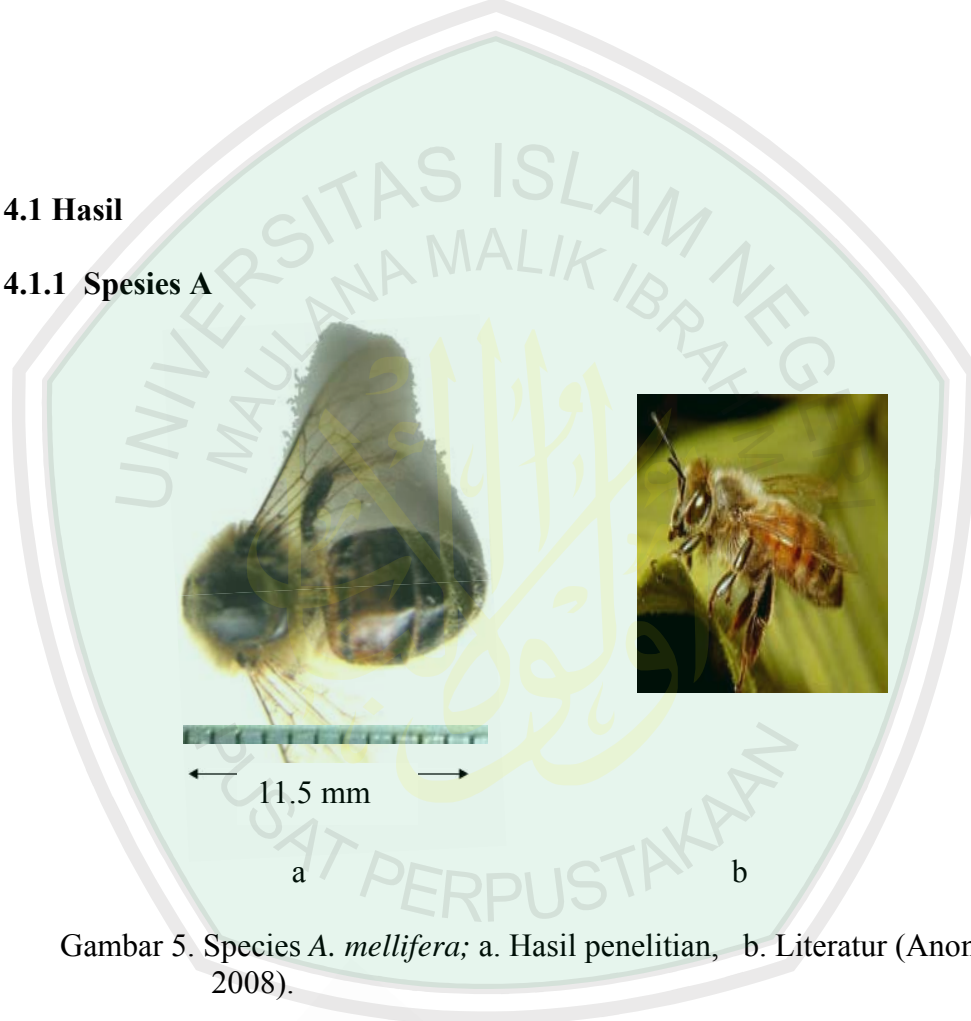 UNIVERSITAS ISLAM NEGERI
MAULANA MALIK IBRAHIM
4.1 Hasil
4.1.1 Spesies A
11.5 mm
a
b
PUSAT PERPUSTAKAAN
Gambar 5. Species A. mellifera; a. Hasil penelitian, b. Literatur (Anon
2008).